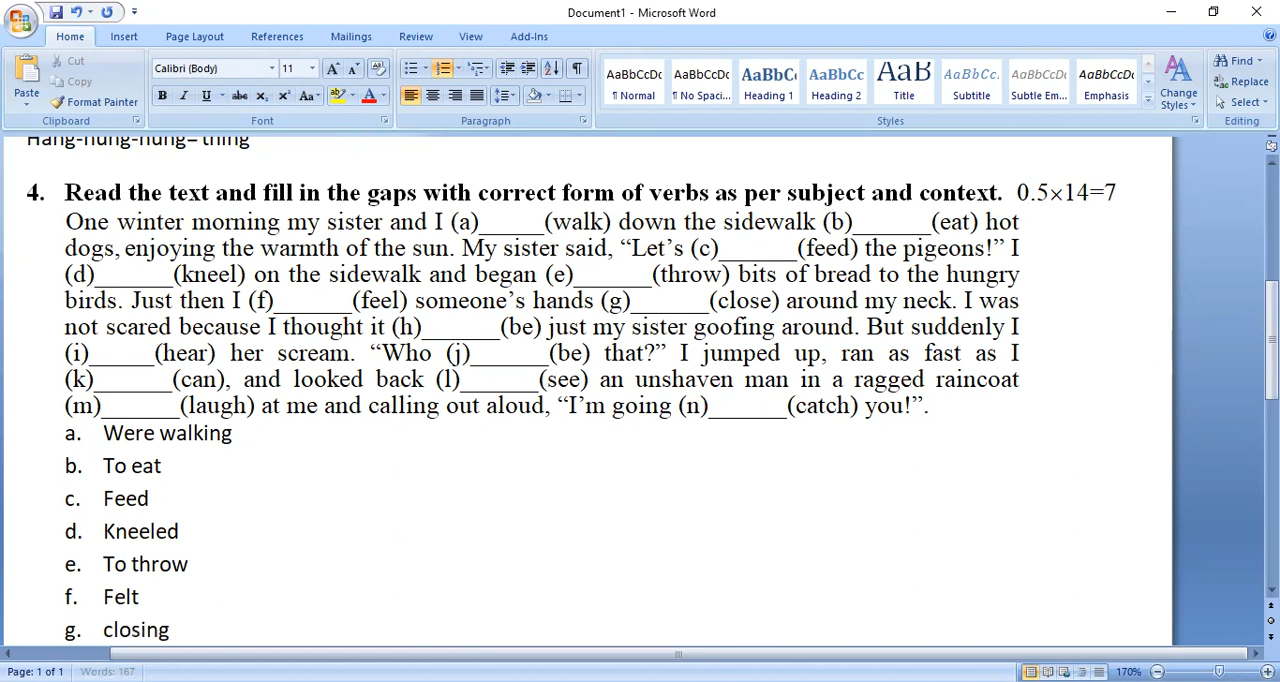 Document1 - Microsoft Word
Home Insert Page Layout References Mailings Review View Add-Ins
Paste
Cut
Copy
Format Painter
Clipboard
Calibri (Body) 11
Font
Paragraph
AaBbCcDc AaBbCcDc AaBbC AaBbCc AaB AaBbCc. AaBbCcDc AaBbCcDc
¶ Normal ¶ No Spaci... Heading 1 Heading 2 Title Subtitle Subtle Em... Emphasis
Styles
Change Styles
Find
Replace
Select
Editing
Hang-hung-hung= thing
4. Read the text and fill in the gaps with correct form of verbs as per subject and context. 0.5×14=7
One winter morning my sister and I (a)_____(walk) down the sidewalk (b)______(eat) hot
dogs, enjoying the warmth of the sun. My sister said, “Let’s (c)______(feed) the pigeons!” I
(d)______(kneel) on the sidewalk and began (e)______(throw) bits of bread to the hungry
birds. Just then I (f)______(feel) someone’s hands (g)______(close) around my neck. I was
not scared because I thought it (h)______(be) just my sister goofing around. But suddenly I
(i)_____(hear) her scream. “Who (j)______(be) that?” I jumped up, ran as fast as I
(k)______(can), and looked back (l)______(see) an unshaven man in a ragged raincoat
(m)______(laugh) at me and calling out aloud, “I’m going (n)______(catch) you!”.
a. Were walking
b. To eat
c. Feed
d. Kneeled
e. To throw
f. Felt
g. closing
Page: 1 of 1 Words: 167 170%